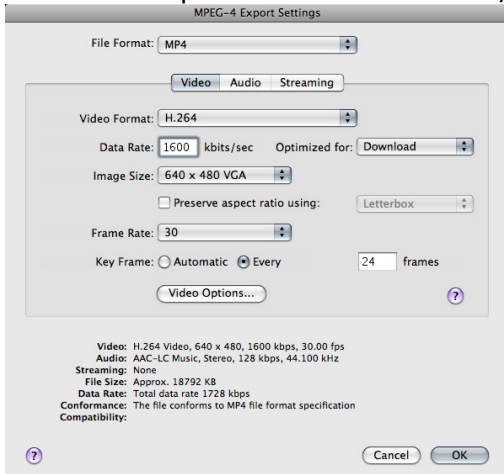 MPEG-4 Export Settings
File Format: MP4
Video Audio Streaming
Video Format: H.264
Data Rate: 1600 kbits/sec Optimized for: Download
Image Size: 640 x 480 VGA
Preserve aspect ratio using: Letterbox
Frame Rate: 30
Key Frame: Automatic Every 24 frames
Video Options... ?
Video: H.264 Video, 640 x 480, 1600 kbps, 30.00 fps
Audio: AAC-LC Music, Stereo, 128 kbps, 44.100 kHz
Streaming: None
File Size: Approx. 18792 KB
Data Rate: Total data rate 1728 kbps
Conformance: The file conforms to MP4 file format specification
Compatibility:
? Cancel OK